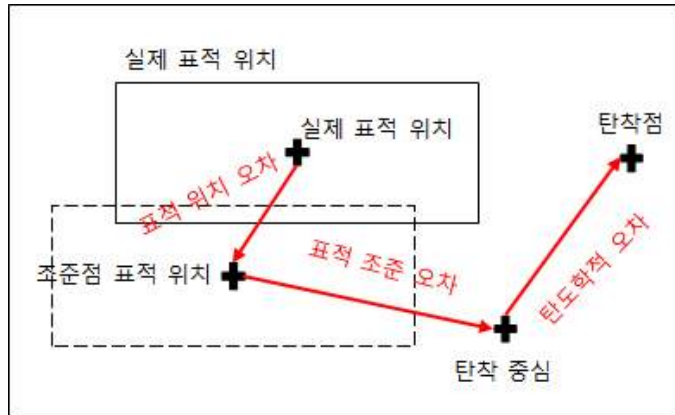 실제 표적 위치
실제 표적 위치
탄착점
표적 위치 오차
조준점 표적 위치
표적 조준 오차
탄도학적 오차
탄착 중심